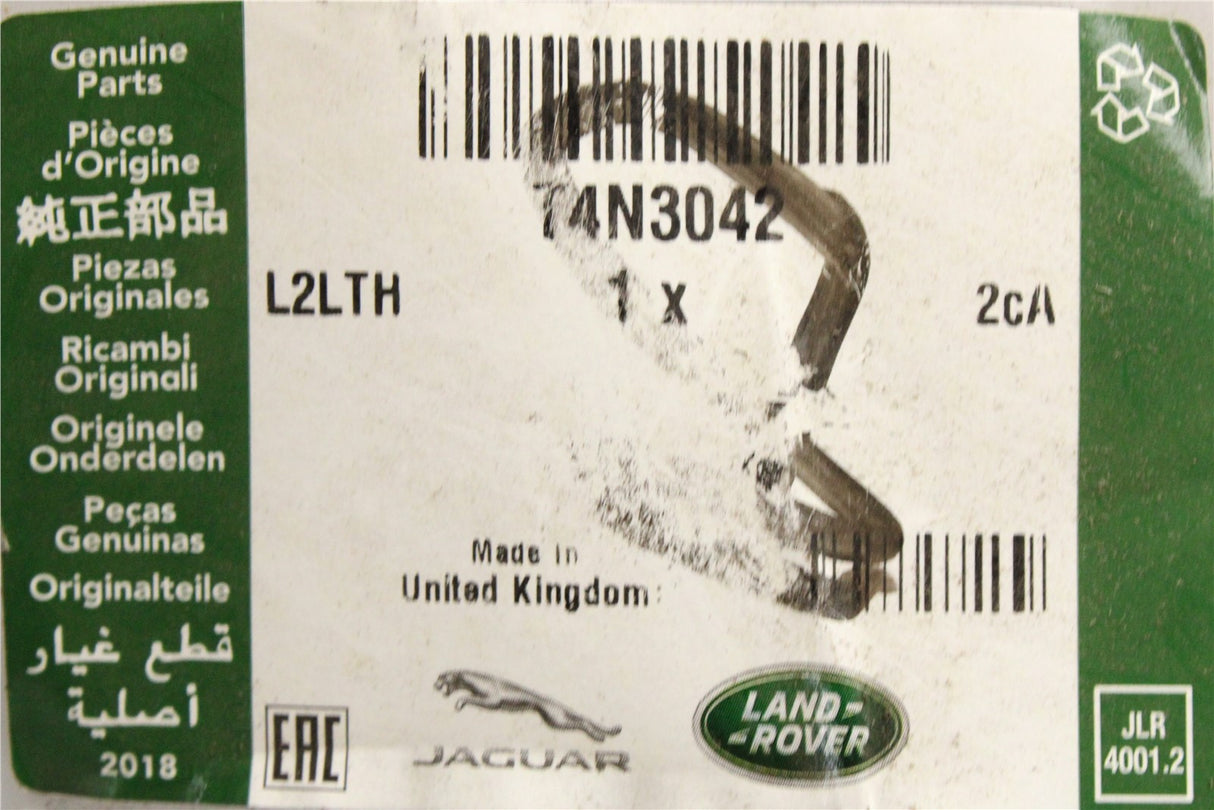 Genuine
Parts
Pièces
d'Origine
純正部品
Piezas
Originales
Ricambi
Originali
Originele
Onderdelen
Peças
Genuinas
Originalteile
قطع غيار
أصلية
2018
T4N3042
L2LTH
1 x
2cA
Made in
United Kingdom:
EAC
JAGUAR
LAND-
-ROVER
JLR
4001.2